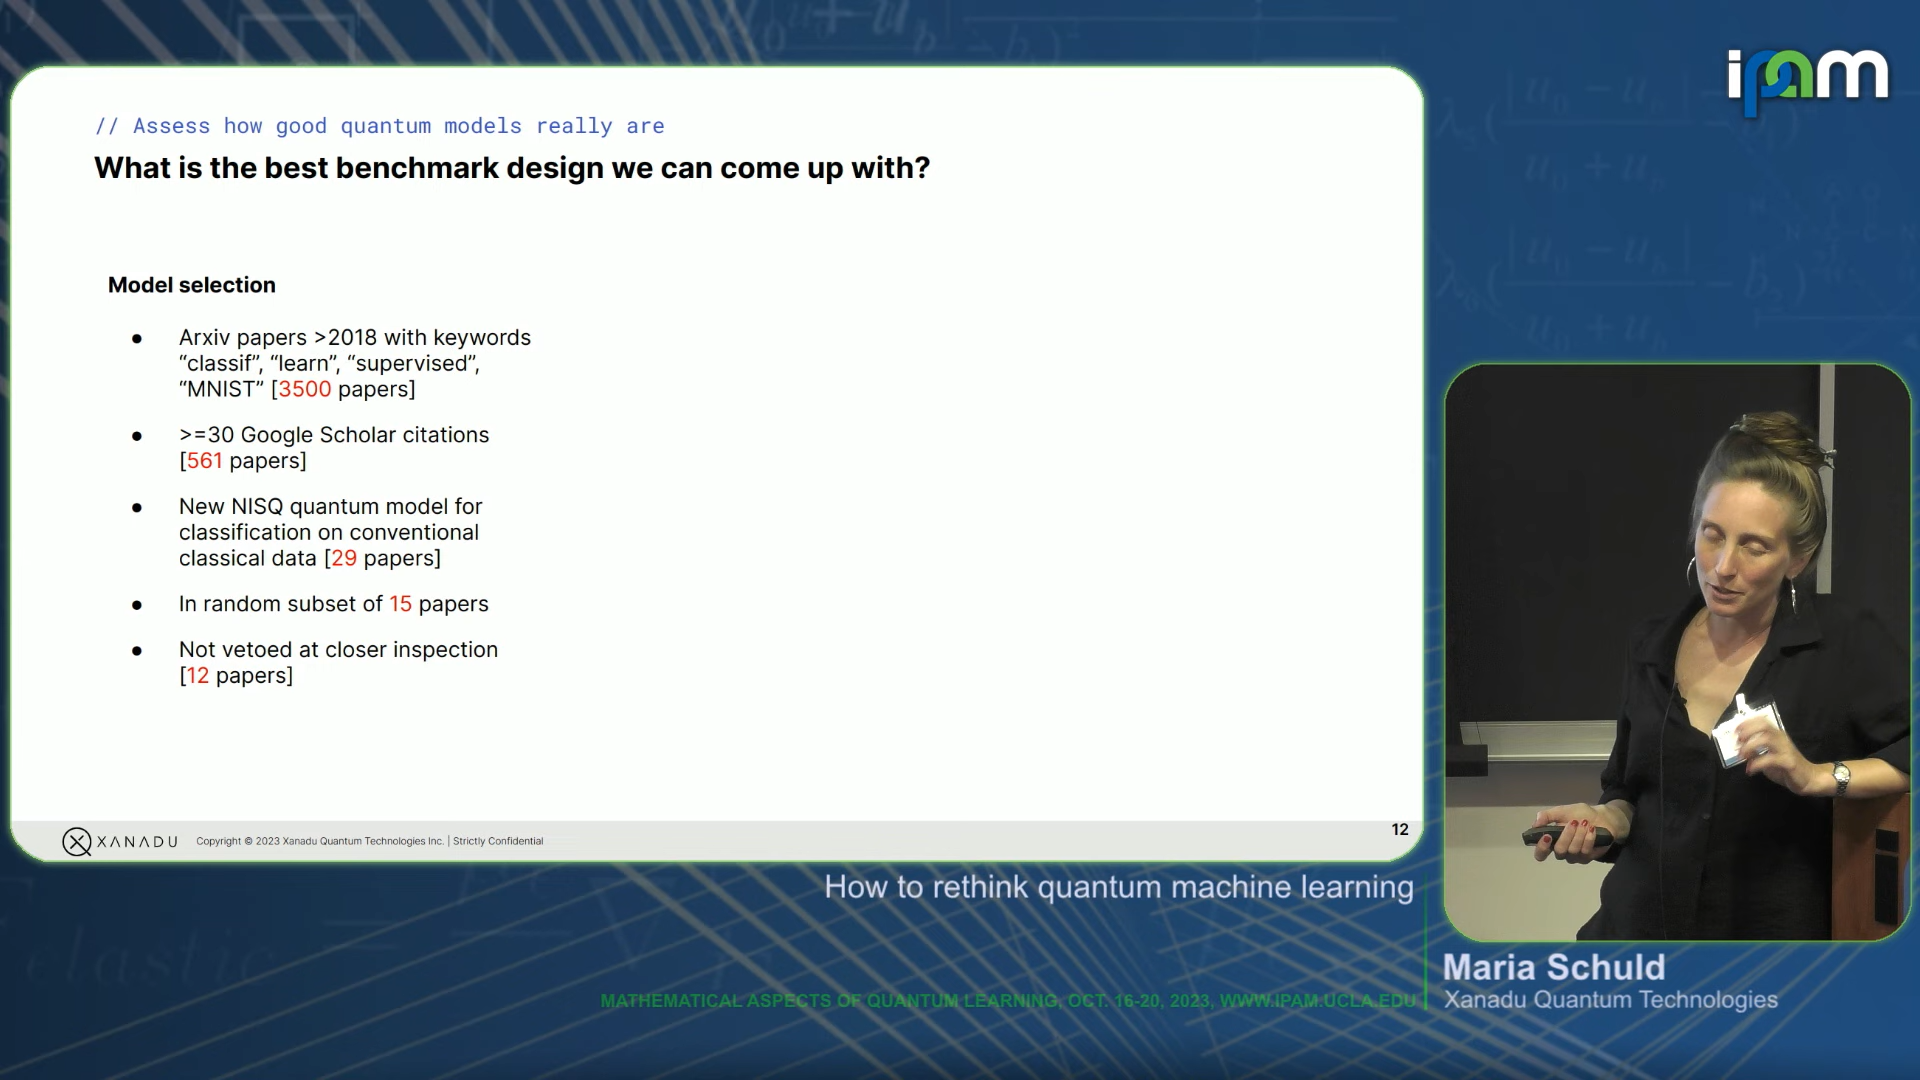 ipam
// Assess how good quantum models really are
What is the best benchmark design we can come up with?
Model selection
● Arxiv papers >2018 with keywords
“classif”, “learn”, “supervised”,
“MNIST” [3500 papers]
● >=30 Google Scholar citations
[561 papers]
● New NISQ quantum model for
classification on conventional
classical data [29 papers]
● In random subset of 15 papers
● Not vetoed at closer inspection
[12 papers]
XANADU Copyright © 2023 Xanadu Quantum Technologies Inc. | Strictly Confidential
12
How to rethink quantum machine learning
Maria Schuld
Xanadu Quantum Technologies
MATHEMATICAL ASPECTS OF QUANTUM LEARNING, OCT. 16-20, 2023, WWW.IPAM.UCLA.EDU
elastic